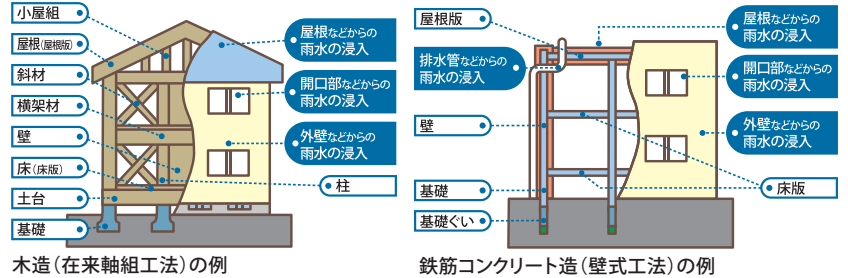 小屋組
屋根(屋根版)
斜材
横架材
壁
床(床版)
土台
基礎
屋根などからの
雨水の浸入
開口部などからの
雨水の浸入
外壁などからの
雨水の浸入
柱
木造(在来軸組工法)の例
屋根版
排水管などからの
雨水の浸入
壁
基礎
基礎ぐい
屋根などからの
雨水の浸入
開口部などからの
雨水の浸入
外壁などからの
雨水の浸入
床版
鉄筋コンクリート造(壁式工法)の例